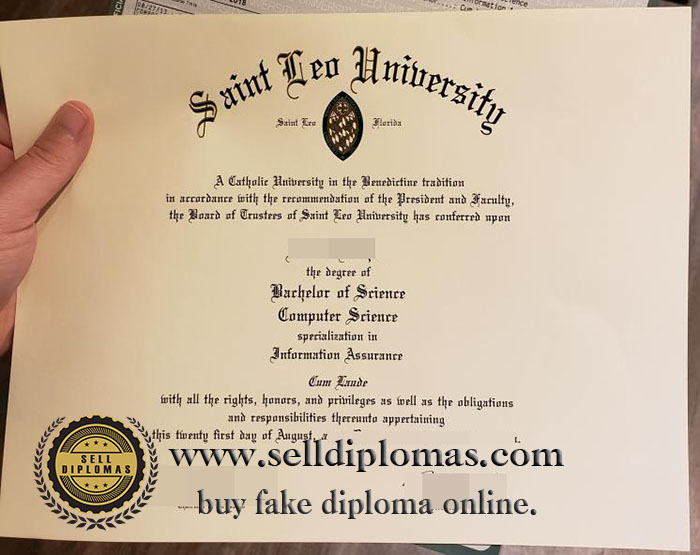 Saint Leo University
Saint Leo Florida
A Catholic University in the Benedictine tradition
in accordance with the recommendation of the President and Faculty,
the Board of Trustees of Saint Leo University has conferred upon
the degree of
Bachelor of Science
Computer Science
specialization in
Information Assurance
Cum Laude
with all the rights, honors, and privileges as well as the obligations
and responsibilities thereunto appertaining
this twenty first day of August, a
SELL
DIPLOMAS
www.selldiplomas.com
buy fake diploma online.